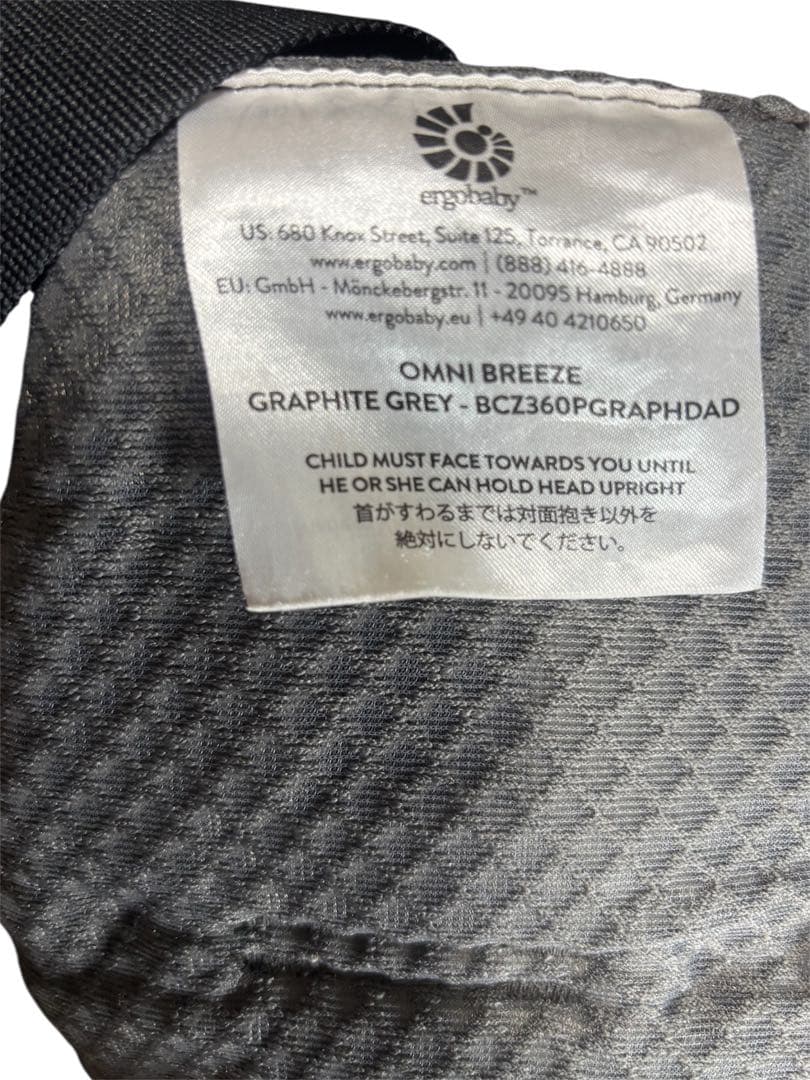 ergobaby™
US: 680 Knox Street, Suite 125, Torrance, CA 90502
www.ergobaby.com | (888) 416-4888
EU: GmbH - Mönckebergstr. 11 - 20095 Hamburg, Germany
www.ergobaby.eu | +49 40 4210650
OMNI BREEZE
GRAPHITE GREY - BCZ360PGRAPHDAD
CHILD MUST FACE TOWARDS YOU UNTIL
HE OR SHE CAN HOLD HEAD UPRIGHT
首がすわるまでは対面抱き以外を
絶対にしないでください。